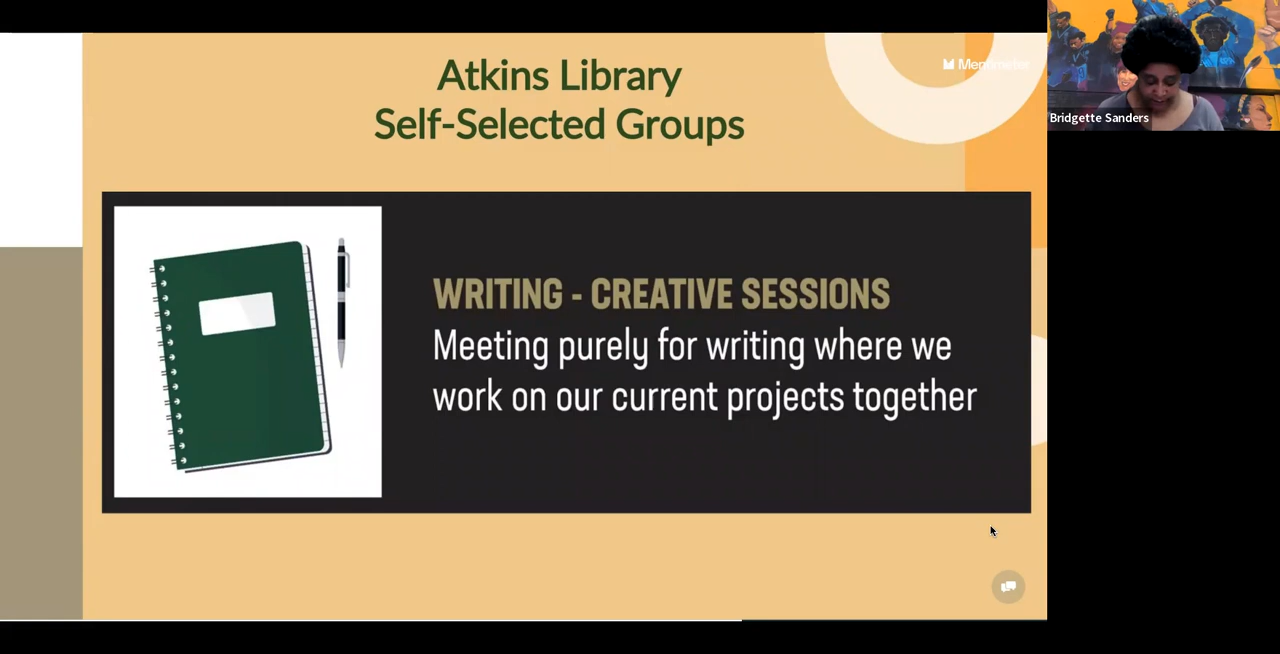 Atkins Library
Self-Selected Groups
Mentimeter
WRITING - CREATIVE SESSIONS
Meeting purely for writing where we
work on our current projects together
Bridgette Sanders